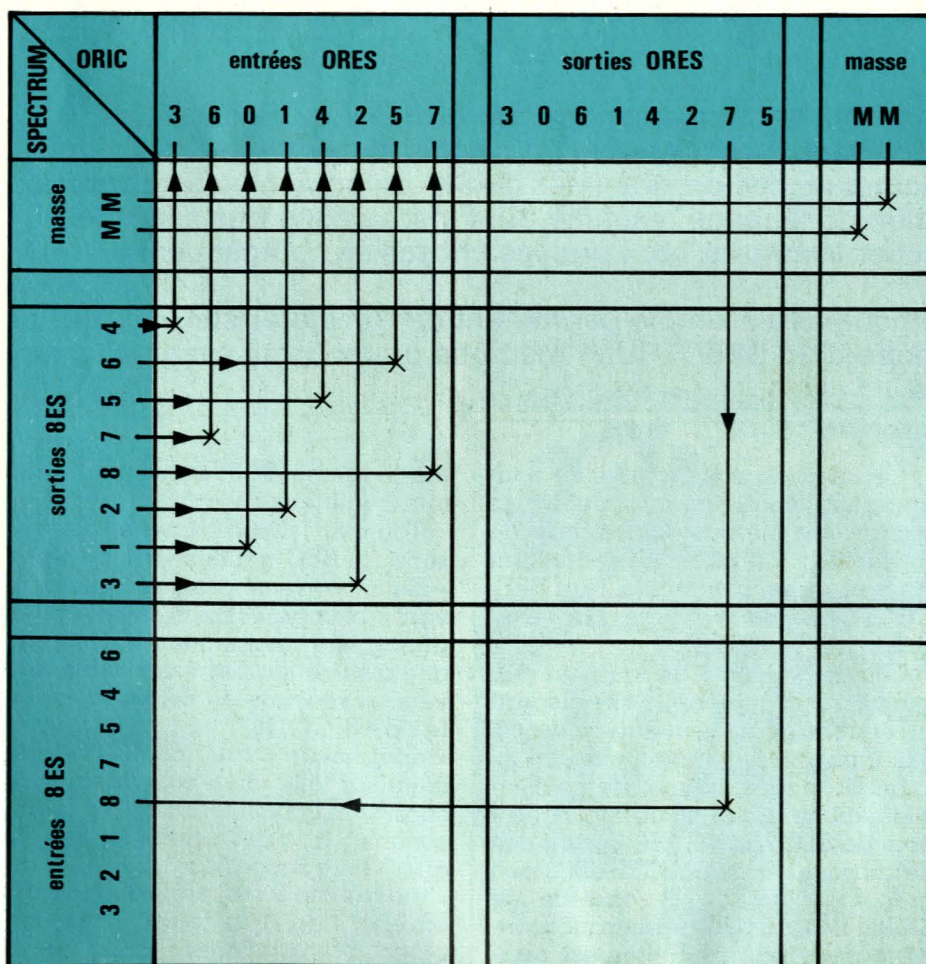 SPECTRUM
ORIC
entrées ORES
sorties ORES
masse
3 6 0 1 4 2 5 7
3 0 6 1 4 2 7 5
M M
masse
M M
sorties 8ES
4
6
5
7
8
2
1
3
entrées 8ES
6
4
5
7
8
1
2
3